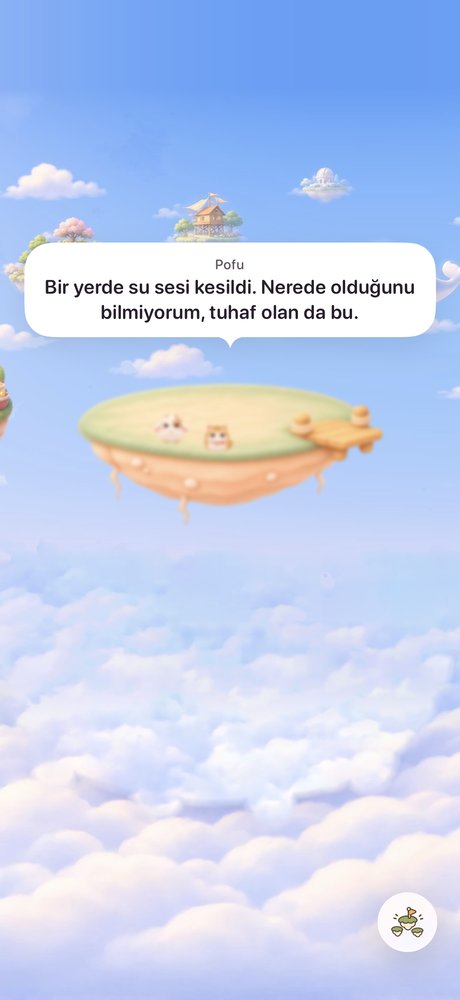 Pofu
Bir yerde su sesi kesildi. Nerede olduğunu
bilmiyorum, tuhaf olan da bu.